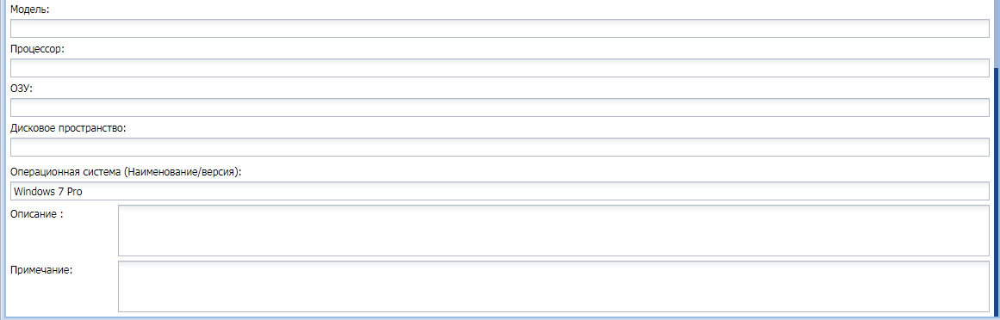 Модель:
Процессор:
ОЗУ:
Дисковое пространство:
Операционная система (Наименование/версия):
Windows 7 Pro
Описание :
Примечание: